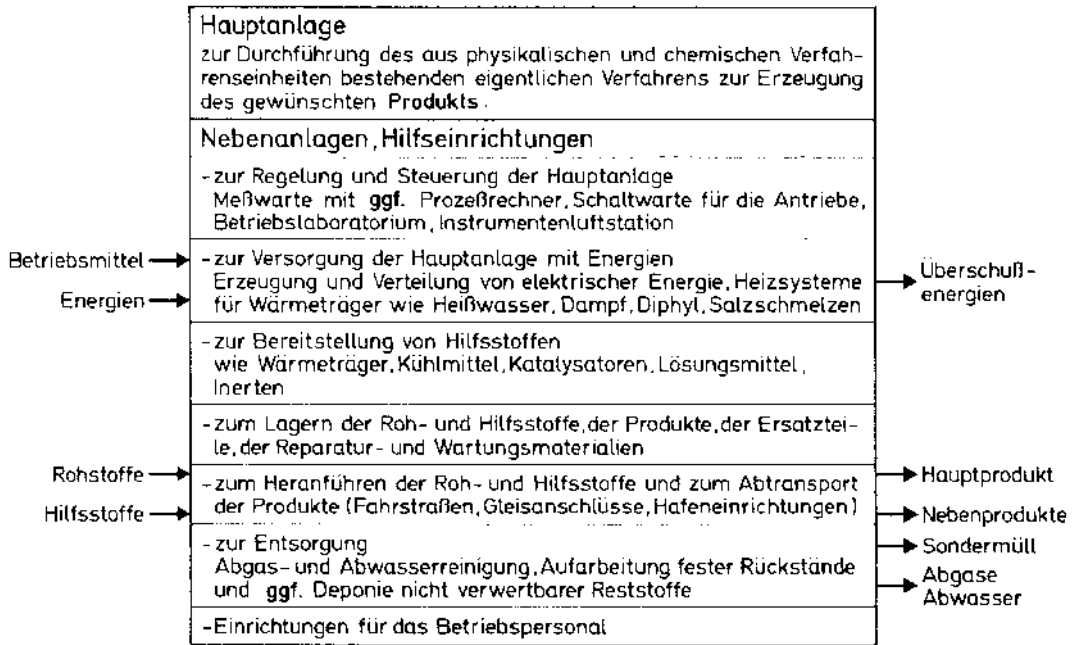 Hauptanlage
zur Durchführung des aus physikalischen und chemischen Verfah-
renseinheiten bestehenden eigentlichen Verfahrens zur Erzeugung
des gewünschten Produkts.
Nebenanlagen, Hilfseinrichtungen
- zur Regelung und Steuerung der Hauptanlage
Meßwarte mit ggf. Prozeßrechner, Schaltwarte für die Antriebe,
Betriebslaboratorium, Instrumentenluftstation
Betriebsmittel
Energien
- zur Versorgung der Hauptanlage mit Energien
Erzeugung und Verteilung von elektrischer Energie, Heizsysteme
für Wärmeträger wie Heißwasser, Dampf, Diphyl, Salzschmelzen
Überschuß-
energien
- zur Bereitstellung von Hilfsstoffen
wie Wärmeträger, Kühlmittel, Katalysatoren, Lösungsmittel,
Inerten
- zum Lagern der Roh- und Hilfsstoffe, der Produkte, der Ersatztei-
le, der Reparatur- und Wartungsmaterialien
Rohstoffe
Hilfsstoffe
- zum Heranführen der Roh- und Hilfsstoffe und zum Abtransport
der Produkte (Fahrstraßen, Gleisanschlüsse, Hafeneinrichtungen)
Hauptprodukt
Nebenprodukte
- zur Entsorgung
Abgas- und Abwasserreinigung, Aufarbeitung fester Rückstände
und ggf. Deponie nicht verwertbarer Reststoffe
Sondermüll
Abgase
Abwasser
- Einrichtungen für das Betriebspersonal